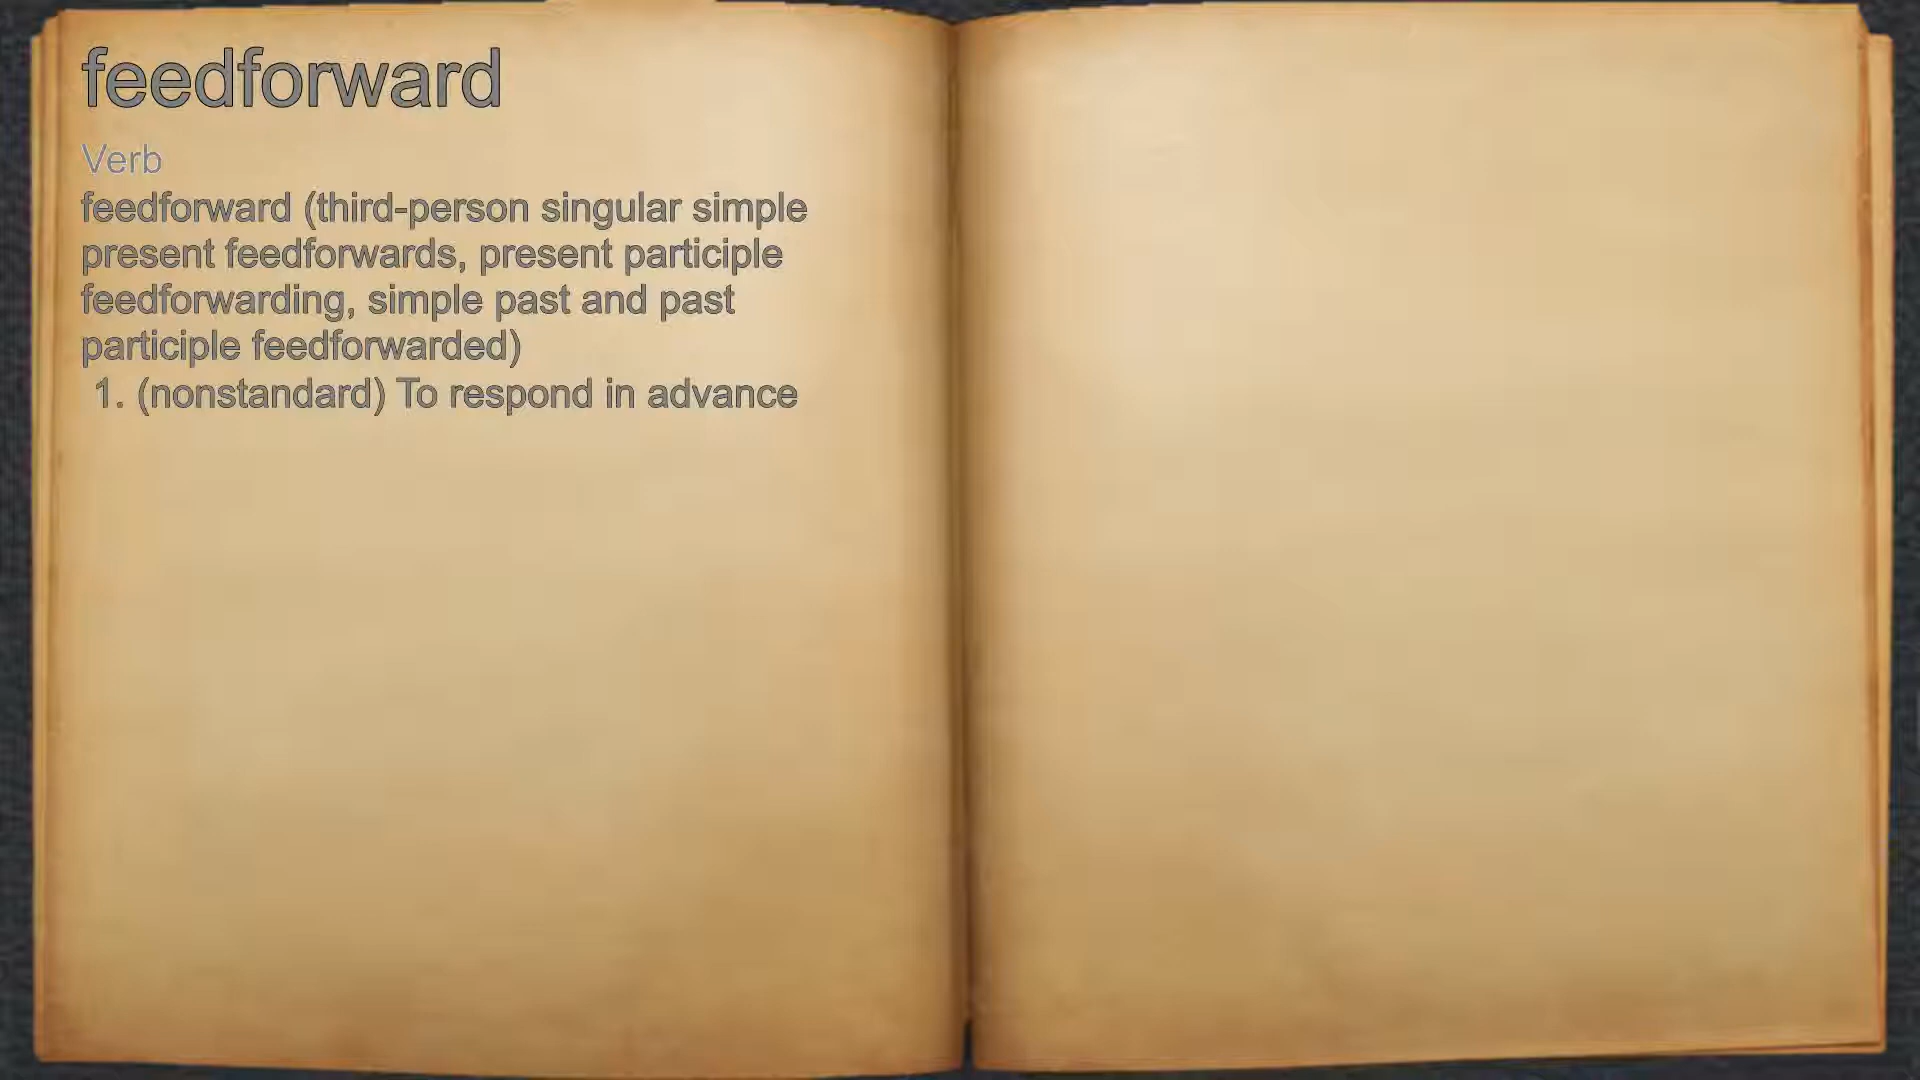 feedforward
Verb
feedforward (third-person singular simple
present feedforwards, present participle
feedforwarding, simple past and past
participle feedforwarded)
1. (nonstandard) To respond in advance